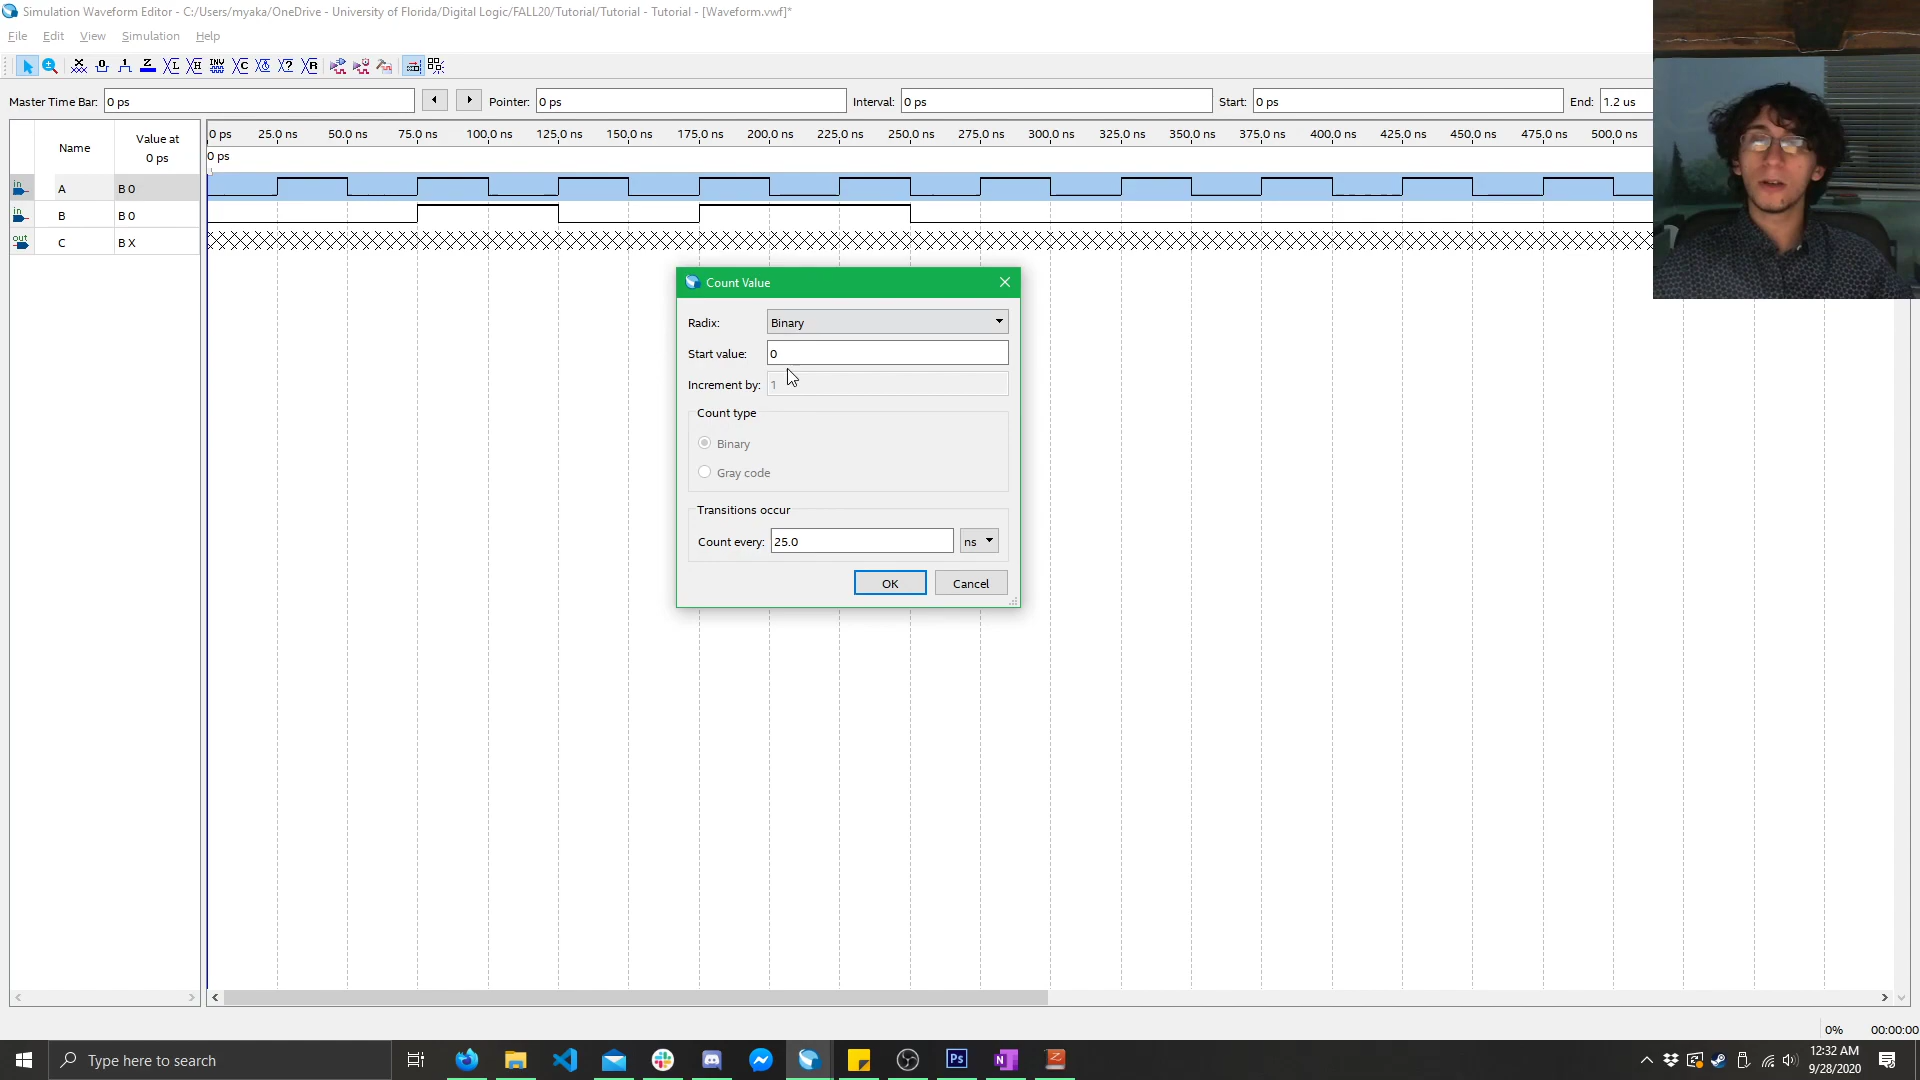 Simulation Waveform Editor - C:/Users/myaka/OneDrive - University of Florida/Digital Logic/FALL20/Tutorial/Tutorial - Tutorial - [Waveform.vwf]*
File Edit View Simulation Help
Master Time Bar: 0 ps Pointer: 0 ps Interval: 0 ps Start: 0 ps End: 1.2 us
Name Value at 0 ps
0 ps 25.0 ns 50.0 ns 75.0 ns 100.0 ns 125.0 ns 150.0 ns 175.0 ns 200.0 ns 225.0 ns 250.0 ns 275.0 ns 300.0 ns 325.0 ns 350.0 ns 375.0 ns 400.0 ns 425.0 ns 450.0 ns 475.0 ns 500.0 ns
0 ps
in A B 0
in B B 0
out C B X
Count Value
Radix: Binary
Start value: 0
Increment by: 1
Count type
Binary
Gray code
Transitions occur
Count every: 25.0 ns
OK Cancel
0% 00:00:00
Type here to search
Ps
N
Z
12:32 AM
9/28/2020